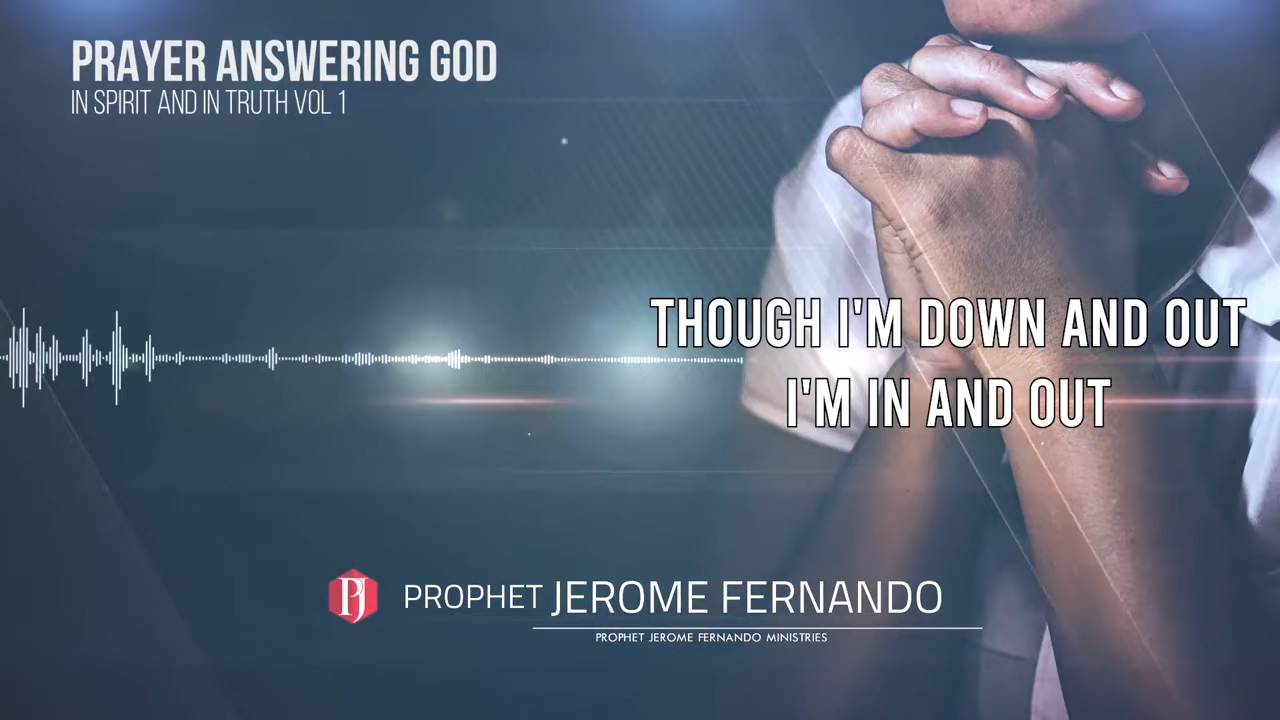 PRAYER ANSWERING GOD
IN SPIRIT AND IN TRUTH VOL 1
THOUGH I'M DOWN AND OUT
I'M IN AND OUT
PJ PROPHET JEROME FERNANDO
PROPHET JEROME FERNANDO MINISTRIES